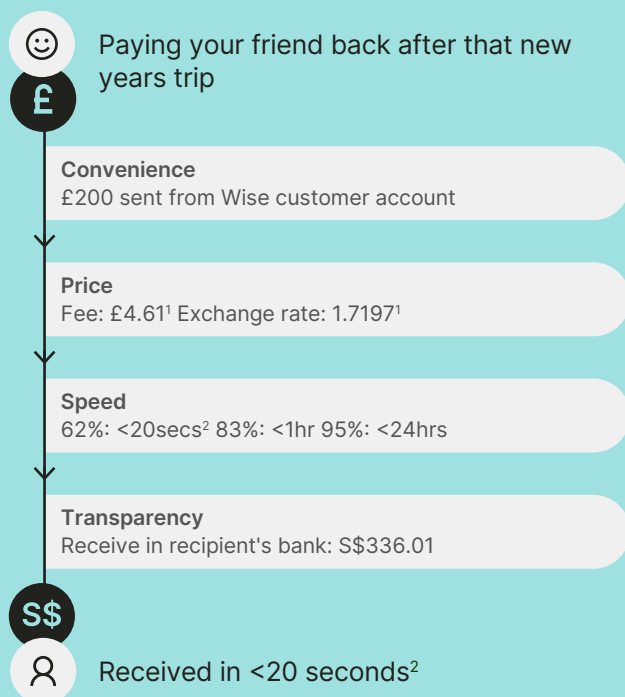 Paying your friend back after that new
years trip
£
Convenience
£200 sent from Wise customer account
Price
Fee: £4.61¹ Exchange rate: 1.7197¹
Speed
62%: <20secs² 83%: <1hr 95%: <24hrs
Transparency
Receive in recipient's bank: S$336.01
S$
Received in <20 seconds²